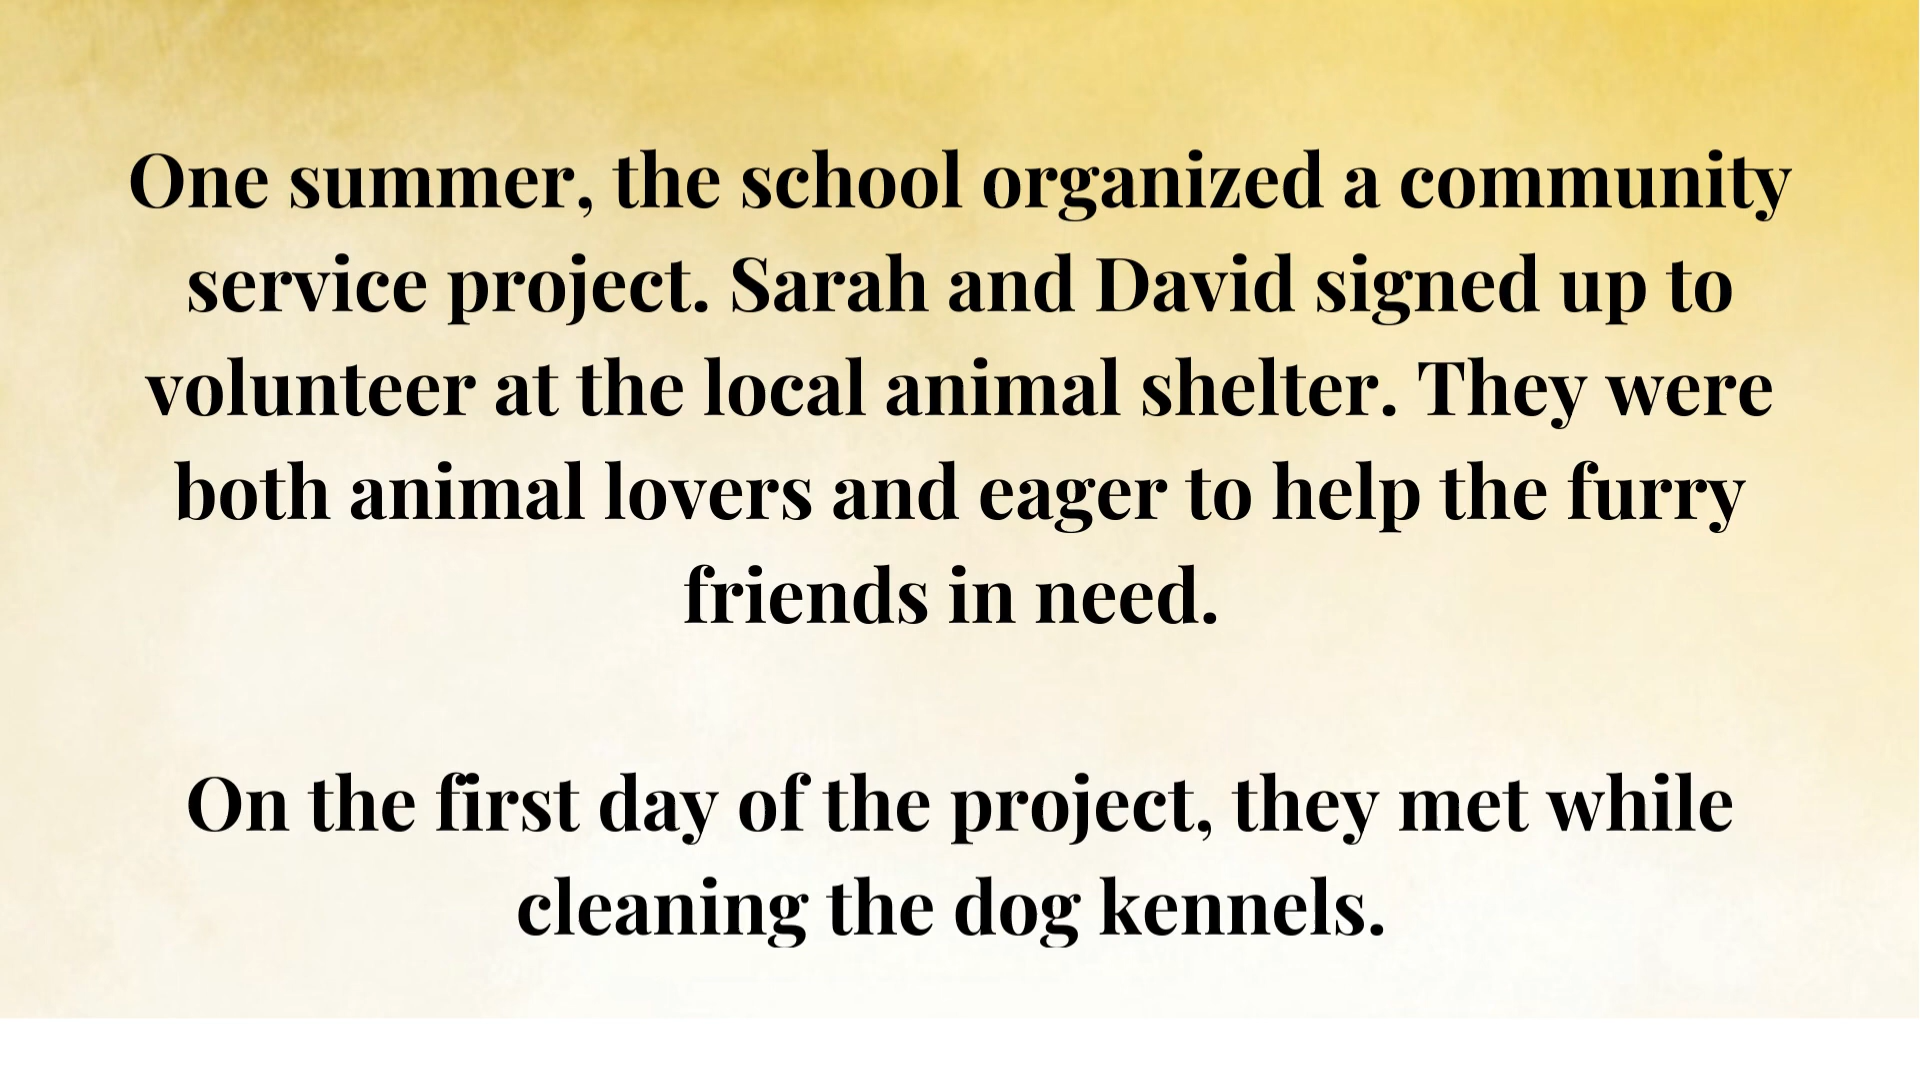 One summer, the school organized a community
service project. Sarah and David signed up to
volunteer at the local animal shelter. They were
both animal lovers and eager to help the furry
friends in need.
On the first day of the project, they met while
cleaning the dog kennels.